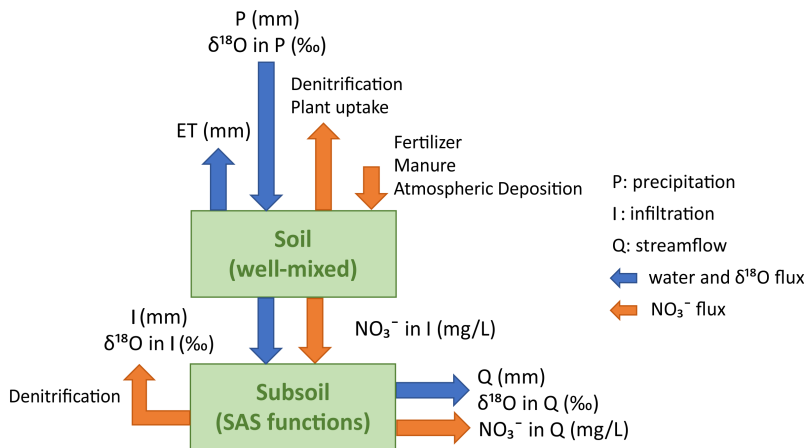 P (mm)
δ¹⁸O in P (‰)
Denitrification
Plant uptake
ET (mm)
Fertilizer
Manure
Atmospheric Deposition
P: precipitation
I : infiltration
Q: streamflow
water and δ¹⁸O flux
NO₃⁻ flux
Soil
(well-mixed)
I (mm)
δ¹⁸O in I (‰)
NO₃⁻ in I (mg/L)
Denitrification
Subsoil
(SAS functions)
Q (mm)
δ¹⁸O in Q (‰)
NO₃⁻ in Q (mg/L)